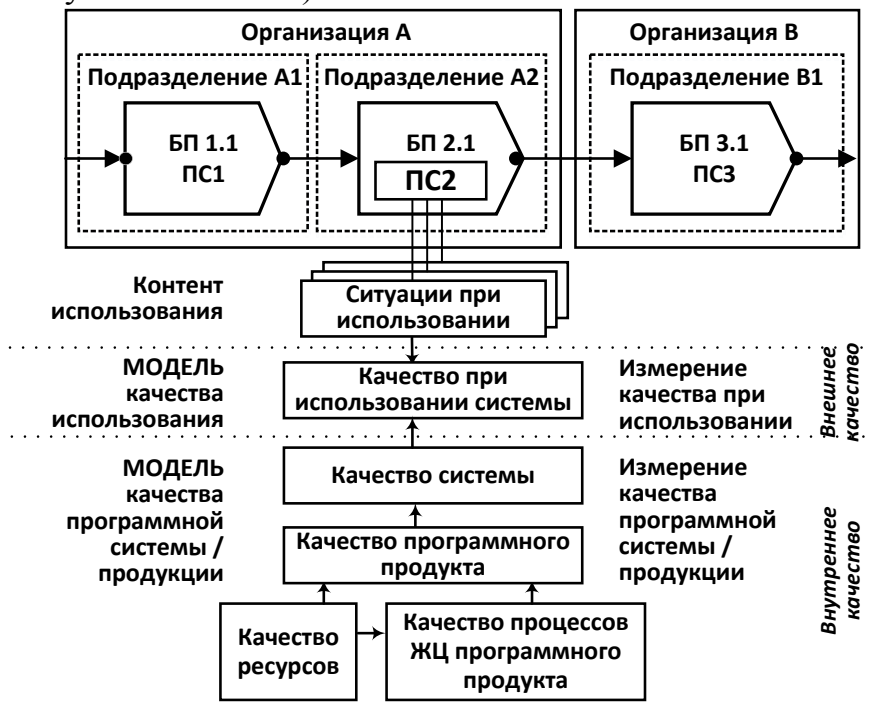 Организация А
Организация В
Подразделение А1
Подразделение А2
Подразделение В1
БП 1.1
ПС1
БП 2.1
ПС2
БП 3.1
ПС3
Контент
использования
Ситуации при
использовании
МОДЕЛЬ
качества
использования
Качество при
использовании системы
Измерение
качества при
использовании
Внешнее
качество
МОДЕЛЬ
качества
программной
системы /
продукции
Качество системы
Качество программного
продукта
Измерение
качества
программной
системы /
продукции
Внутреннее
качество
Качество
ресурсов
Качество процессов
ЖЦ программного
продукта